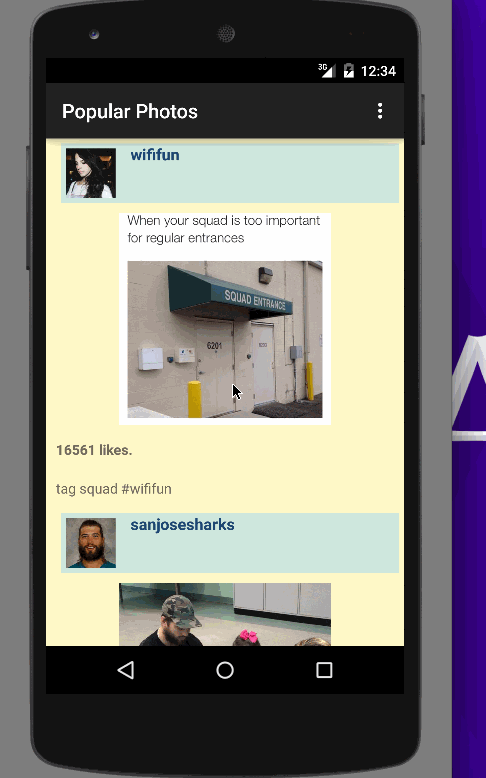 3G 12:34
Popular Photos
wififun
When your squad is too important
for regular entrances
SQUAD ENTRANCE
6201
16561 likes.
tag squad #wififun
sanjosesharks